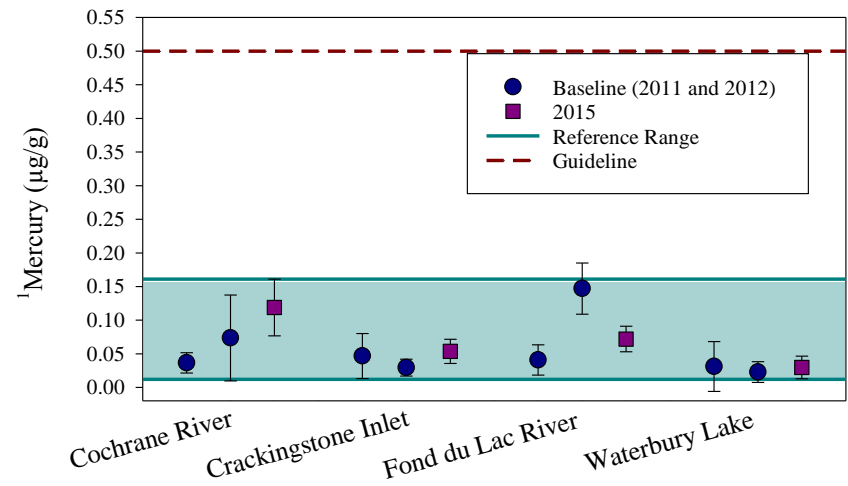 0.55
0.50
0.45
0.40
0.35
0.30
0.25
0.20
0.15
0.10
0.05
0.00
1Mercury (µg/g)
Baseline (2011 and 2012)
2015
Reference Range
Guideline
Cochrane River
Crackingstone Inlet
Fond du Lac River
Waterbury Lake